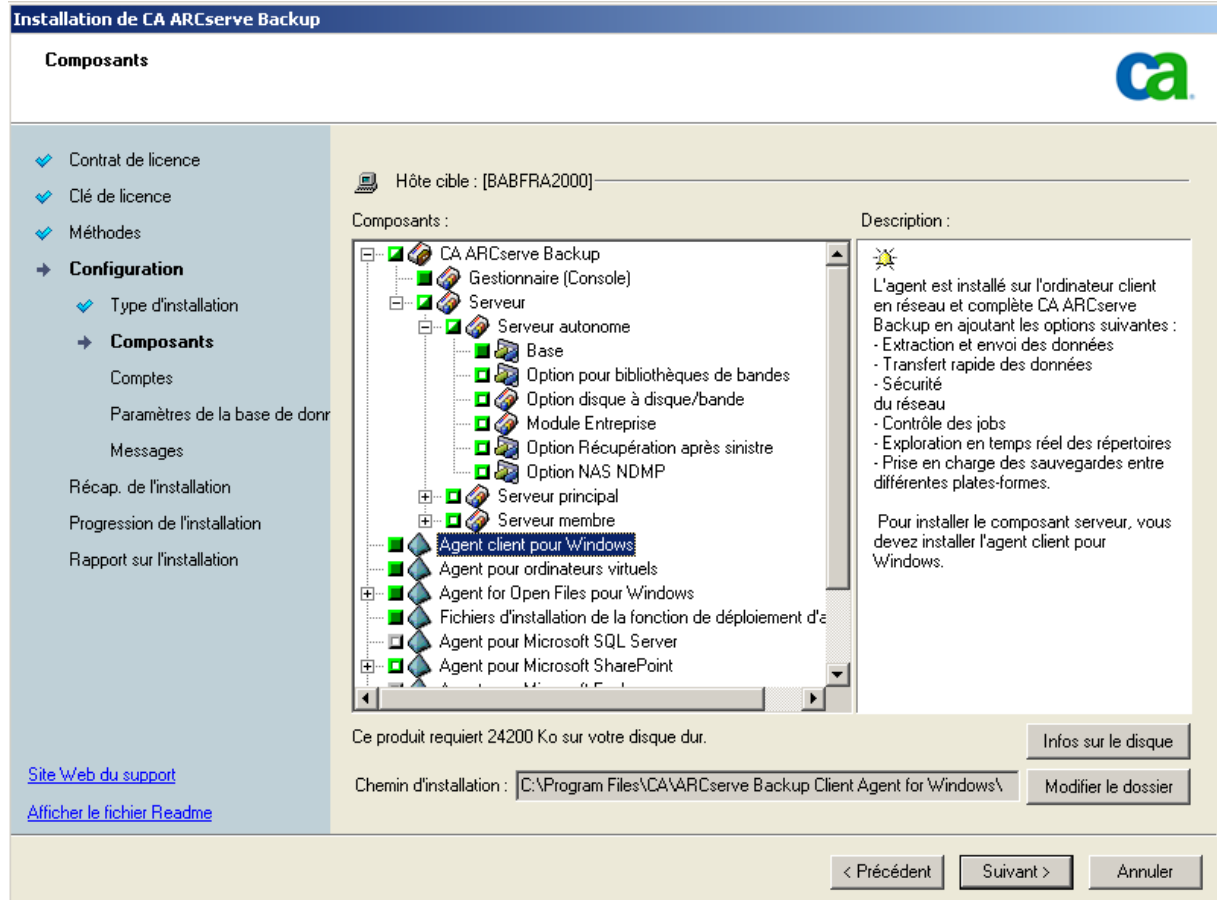 Installation de CA ARCserve Backup
Composants
ca
Contrat de licence
Clé de licence
Méthodes
Configuration
Type d'installation
Composants
Comptes
Paramètres de la base de donr
Messages
Récap. de l'installation
Progression de l'installation
Rapport sur l'installation
Site Web du support
Afficher le fichier Readme
Hôte cible : [BABFRA2000]
Composants :
CA ARCserve Backup
Gestionnaire (Console)
Serveur
Serveur autonome
Base
Option pour bibliothèques de bandes
Option disque à disque/bande
Module Entreprise
Option Récupération après sinistre
Option NAS NDMP
Serveur principal
Serveur membre
Agent client pour Windows
Agent pour ordinateurs virtuels
Agent for Open Files pour Windows
Fichiers d'installation de la fonction de déploiement d'a
Agent pour Microsoft SQL Server
Agent pour Microsoft SharePoint
Description :
L'agent est installé sur l'ordinateur client
en réseau et complète CA ARCserve
Backup en ajoutant les options suivantes :
- Extraction et envoi des données
- Transfert rapide des données
- Sécurité
du réseau
- Contrôle des jobs
- Exploration en temps réel des répertoires
- Prise en charge des sauvegardes entre
différentes plates-formes.
Pour installer le composant serveur, vous
devez installer l'agent client pour
Windows.
Ce produit requiert 24200 Ko sur votre disque dur.
Infos sur le disque
Chemin d'installation : C:\Program Files\CA\ARCserve Backup Client Agent for Windows\
Modifier le dossier
< Précédent
Suivant >
Annuler